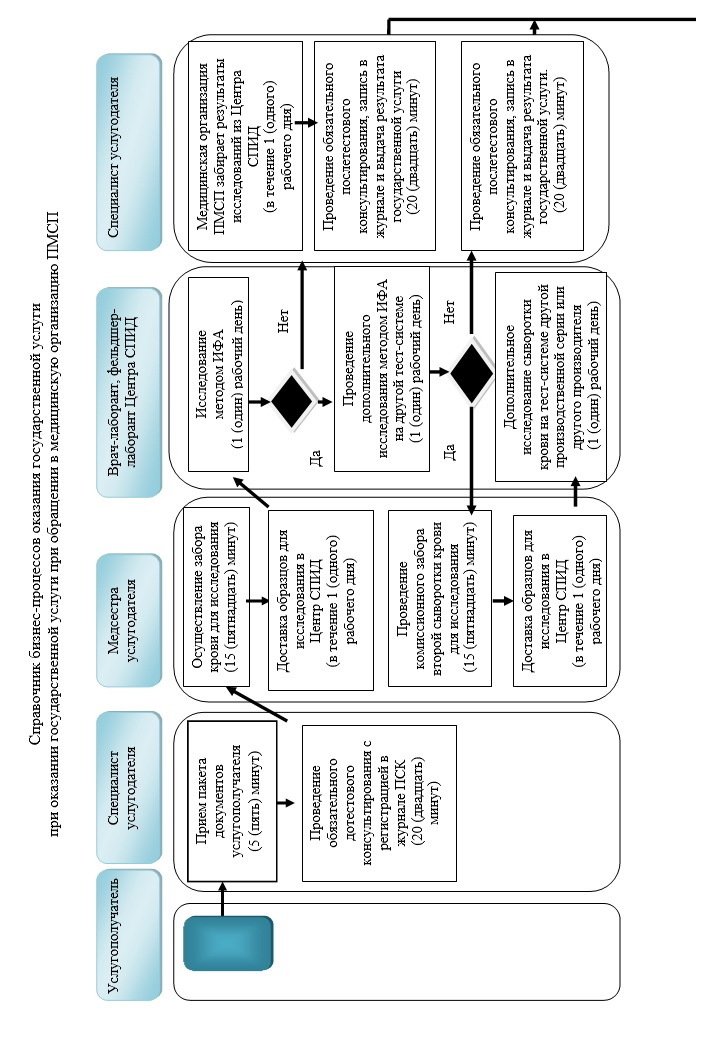 Справочник бизнес-процессов оказания государственной услуги
при оказании государственной услуги при обращении в медицинскую организацию ПМСП
Услугополучатель
Специалист
услугодателя
Медсестра
услугодателя
Врач-лаборант, фельдшер-
лаборант Центра СПИД
Специалист услугодателя
Прием пакета
документов
услугополучателя
(5 (пять) минут)
Проведение
обязательного
дотестового
консультирования с
регистрацией в
журнале ПСК
(20 (двадцать)
минут)
Осуществление забора
крови для исследования
(15 (пятнадцать) минут)
Доставка образцов для
исследования в
Центр СПИД
(в течение 1 (одного)
рабочего дня)
Проведение
комиссионного забора
второй сыворотки крови
для исследования
(15 (пятнадцать) минут)
Доставка образцов для
исследования в
Центр СПИД
(в течение 1 (одного)
рабочего дня)
Исследование
методом ИФА
(1 (один) рабочий день)
Да
Нет
Проведение
дополнительного
исследования методом ИФА
на другой тест-системе
(1 (один) рабочий день)
Да
Нет
Дополнительное
исследование сыворотки
крови на тест-системе другой
производственной серии или
другого производителя
(1 (один) рабочий день)
Медицинская организация
ПМСП забирает результаты
исследований из Центра
СПИД
(в течение 1 (одного)
рабочего дня)
Проведение обязательного
послетестового
консультирования, запись в
журнале и выдача результата
государственной услуги
(20 (двадцать) минут)
Проведение обязательного
послетестового
консультирования, запись в
журнале и выдача результата
государственной услуги.
(20 (двадцать) минут)